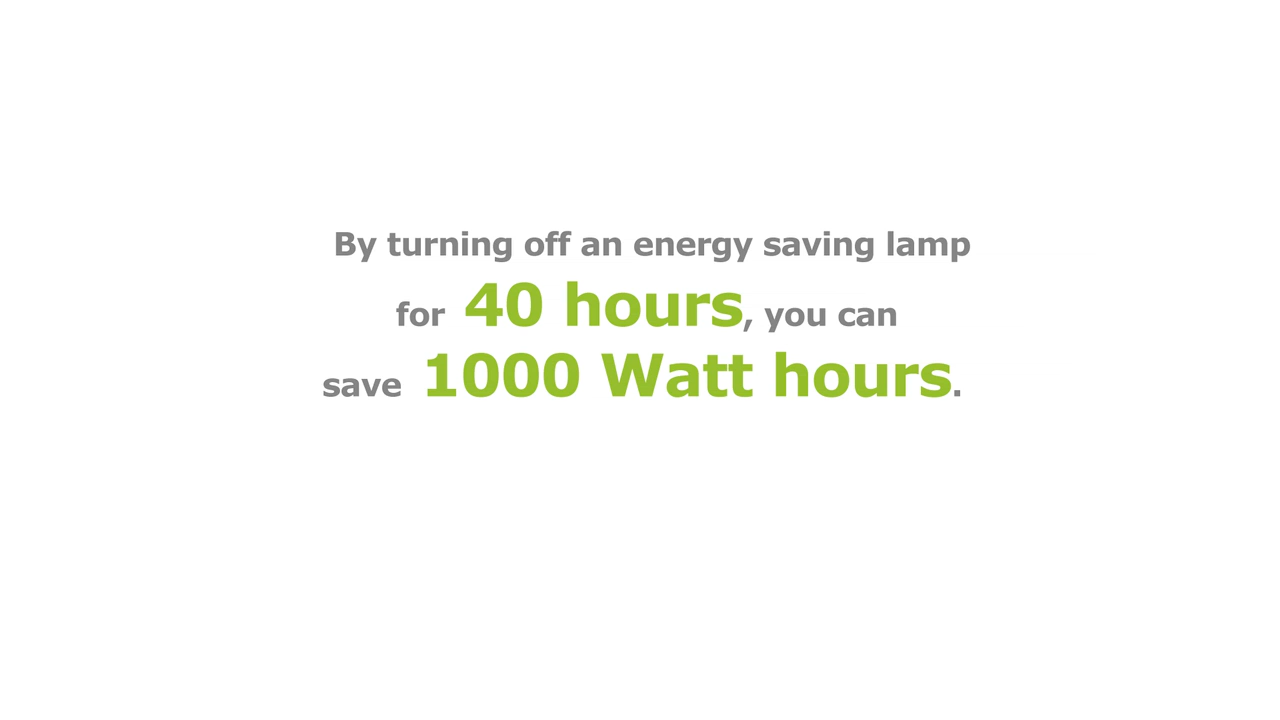 By turning off an energy saving lamp
for 40 hours, you can
save 1000 Watt hours.